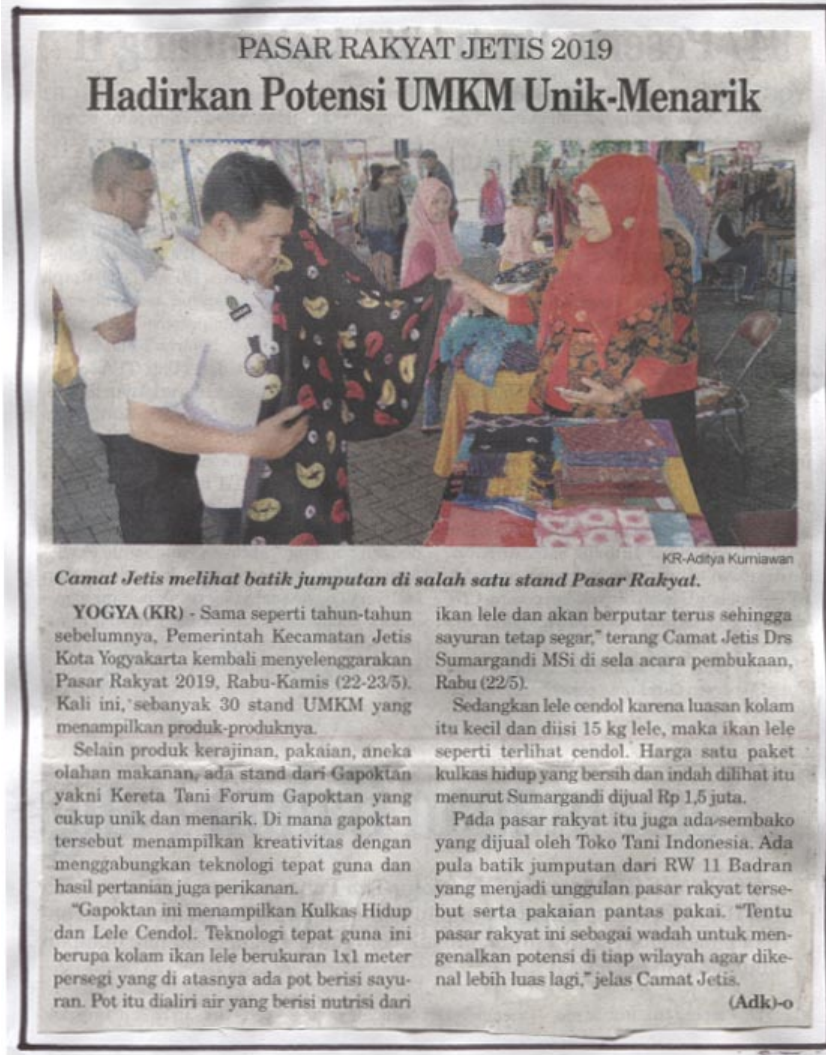 PASAR RAKYAT JETIS 2019
Hadirkan Potensi UMKM Unik-Menarik
KR-Aditya Kurniawan
Camat Jetis melihat batik jumputan di salah satu stand Pasar Rakyat.
YOGYA (KR) - Sama seperti tahun-tahun
sebelumnya, Pemerintah Kecamatan Jetis
Kota Yogyakarta kembali menyelenggarakan
Pasar Rakyat 2019, Rabu-Kamis (22-23/5).
Kali ini, sebanyak 30 stand UMKM yang
menampilkan produk-produknya.
Selain produk kerajinan, pakaian, aneka
olahan makanan, ada stand dari Gapoktan
yakni Kereta Tani Forum Gapoktan yang
cukup unik dan menarik. Di mana gapoktan
tersebut menampilkan kreativitas dengan
menggabungkan teknologi tepat guna dan
hasil pertanian juga perikanan.
"Gapoktan ini menampilkan Kulkas Hidup
dan Lele Cendol. Teknologi tepat guna ini
berupa kolam ikan lele berukuran 1x1 meter
persegi yang di atasnya ada pot berisi sayu-
ran. Pot itu dialiri air yang berisi nutrisi dari
ikan lele dan akan berputar terus sehingga
sayuran tetap segar," terang Camat Jetis Drs
Sumargandi MSi di sela acara pembukaan,
Rabu (22/5).
Sedangkan lele cendol karena luasan kolam
itu kecil dan diisi 15 kg lele, maka ikan lele
seperti terlihat cendol. Harga satu paket
kulkas hidup yang bersih dan indah dilihat itu
menurut Sumargandi dijual Rp 1,5 juta.
Pada pasar rakyat itu juga ada sembako
yang dijual oleh Toko Tani Indonesia. Ada
pula batik jumputan dari RW 11 Badran
yang menjadi unggulan pasar rakyat terse-
but serta pakaian pantas pakai. "Tentu
pasar rakyat ini sebagai wadah untuk men-
genalkan potensi di tiap wilayah agar dike-
nal lebih luas lagi," jelas Camat Jetis.
(Adk)-o